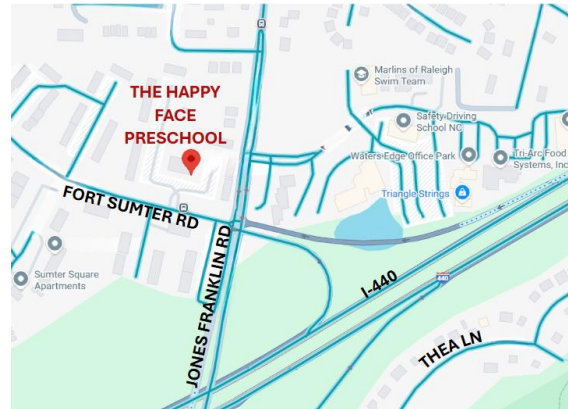 Marlins of Raleigh
Swim Team
THE HAPPY
FACE
PRESCHOOL
Safety Driving
School NC
Waters Edge Office Park
Tri-Arc Food
Systems, Inc
Triangle Strings
FORT SUMTER RD
Sumter Square
Apartments
JONES FRANKLIN RD
I-440
440
THEA LN